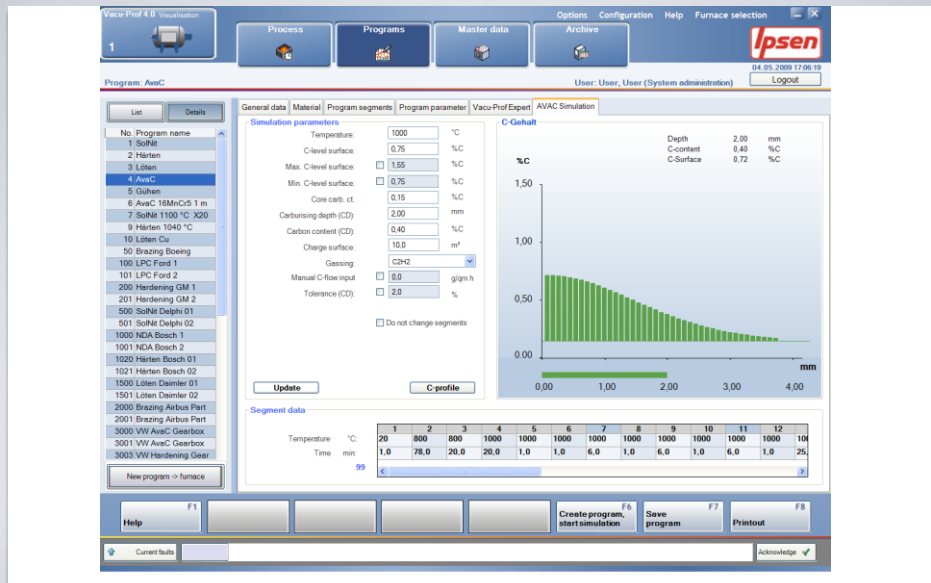 Vacu-Prof 4.0 Visualisation
Options Configuration Help Furnace selection
1
Process
Programs
Master data
Archive
Ipsen
04.05.2009 17:06:19
Program: AvaC
User: User, User (System administration)
Logout
List
Details
General data
Material
Program segments
Program parameter
Vacu-Prof Expert
AVAC Simulation
No. Program name
1 SolNit
2 Härten
3 Löten
4 AvaC
5 Gühen
6 AvaC 16MnCr5 1 m
7 SolNit 1100 °C X20
9 Härten 1040 °C
10 Löten Cu
50 Brazing Boeing
100 LPC Ford 1
101 LPC Ford 2
200 Hardening GM 1
201 Hardening GM 2
500 SolNit Delphi 01
501 SolNit Delphi 02
1000 NDA Bosch 1
1001 NDA Bosch 2
1020 Härten Bosch 01
1021 Härten Bosch 02
1500 Löten Daimler 01
1501 Löten Daimler 02
2000 Brazing Airbus Part
2001 Brazing Airbus Part
3000 VW AvaC Gearbox
3001 VW AvaC Gearbox
3003 VW Hardening Gear
New program -> furnace
Simulation parameters
Temperature: 1000 °C
C-level surface: 0,75 %C
Max. C-level surface: 1,55 %C
Min. C-level surface: 0,75 %C
Core carb. ct. 0,15 %C
Carburising depth (CD): 2,00 mm
Carbon content (CD): 0,40 %C
Charge surface: 10,0 m²
Gassing: C2H2
Manual C-flow input 0,0 g/qm h
Tolerance (CD): 2,0 %
Do not change segments
Update
C-profile
C-Gehalt
Depth 2,00 mm
C-content 0,40 %C
C-Surface 0,72 %C
%C
1,50
1,00
0,50
0,00
mm
0,00 1,00 2,00 3,00 4,00
Segment data
1 2 3 4 5 6 7 8 9 10 11 12
Temperature °C: 20 800 800 1000 1000 1000 1000 1000 1000 1000 1000 1000 10
Time min: 1,0 78,0 20,0 20,0 1,0 1,0 6,0 1,0 6,0 1,0 6,0 1,0 25,
99
F1
Help
F6
Create program, start simulation
F7
Save program
F8
Printout
Current faults
Acknowledge